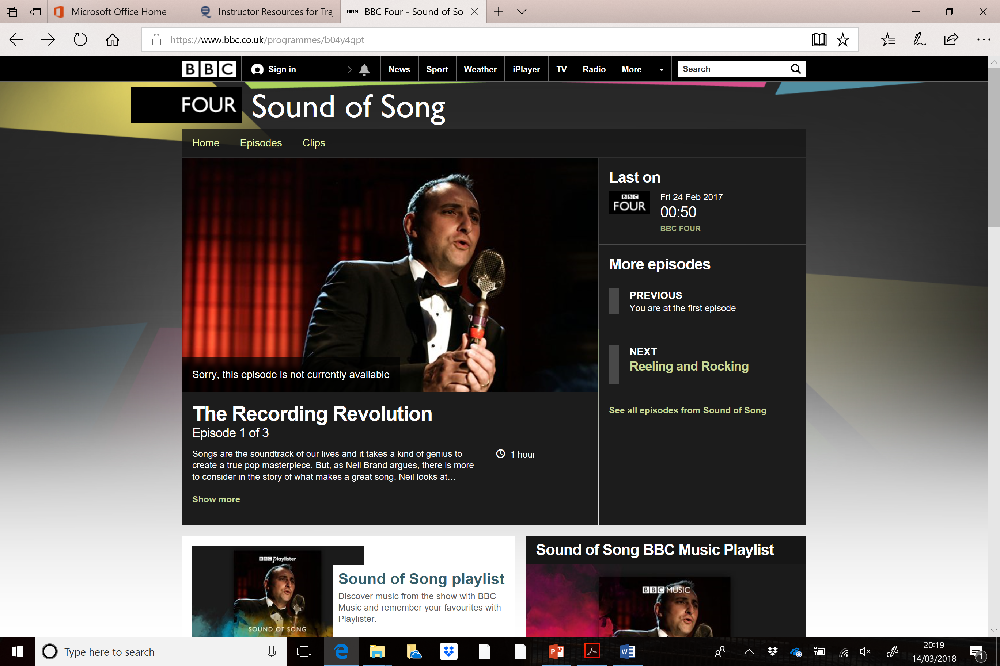 Microsoft Office Home
Instructor Resources for Tra
BBC BBC Four - Sound of So
https://www.bbc.co.uk/programmes/b04y4qpt
BBC
Sign in
News
Sport
Weather
iPlayer
TV
Radio
More
Search
FOUR
Sound of Song
Home
Episodes
Clips
Sorry, this episode is not currently available
Last on
BBC
FOUR
Fri 24 Feb 2017
00:50
BBC FOUR
More episodes
PREVIOUS
You are at the first episode
NEXT
Reeling and Rocking
See all episodes from Sound of Song
The Recording Revolution
Episode 1 of 3
Songs are the soundtrack of our lives and it takes a kind of genius to
create a true pop masterpiece. But, as Neil Brand argues, there is more
to consider in the story of what makes a great song. Neil looks at…
1 hour
Show more
BBC Playlister
SOUND OF SONG
Sound of Song playlist
Discover music from the show with BBC
Music and remember your favourites with
Playlister.
Sound of Song BBC Music Playlist
BBC MUSIC
Type here to search
20:19
14/03/2018
1